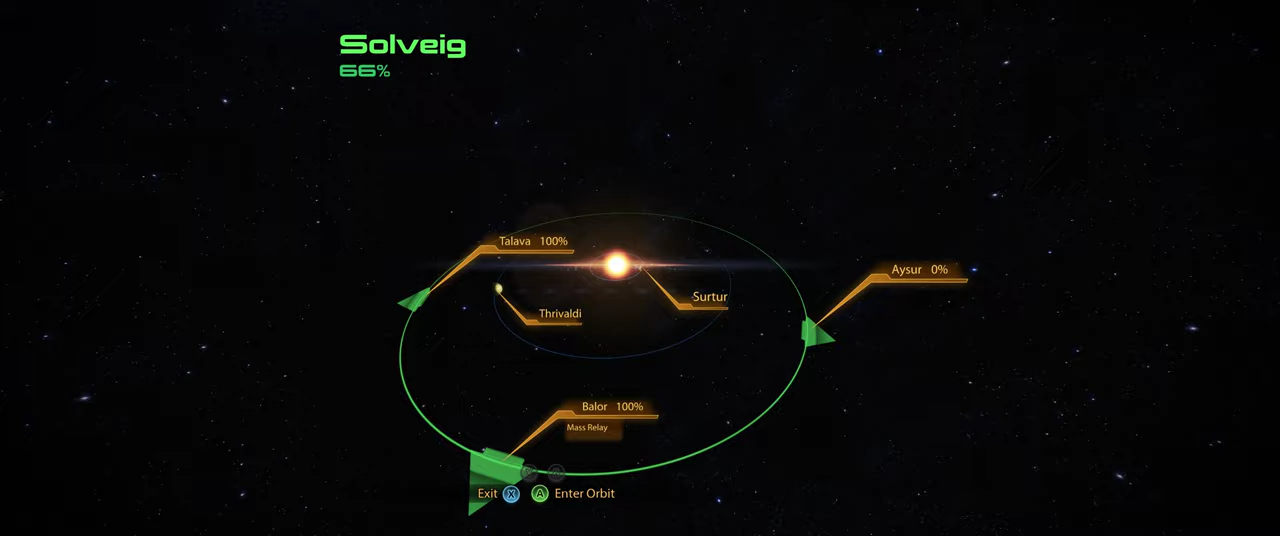 Solveig
66%
Talava 100%
Aysur 0%
Surtur
Thrivaldi
Balor 100%
Mass Relay
Exit X A Enter Orbit